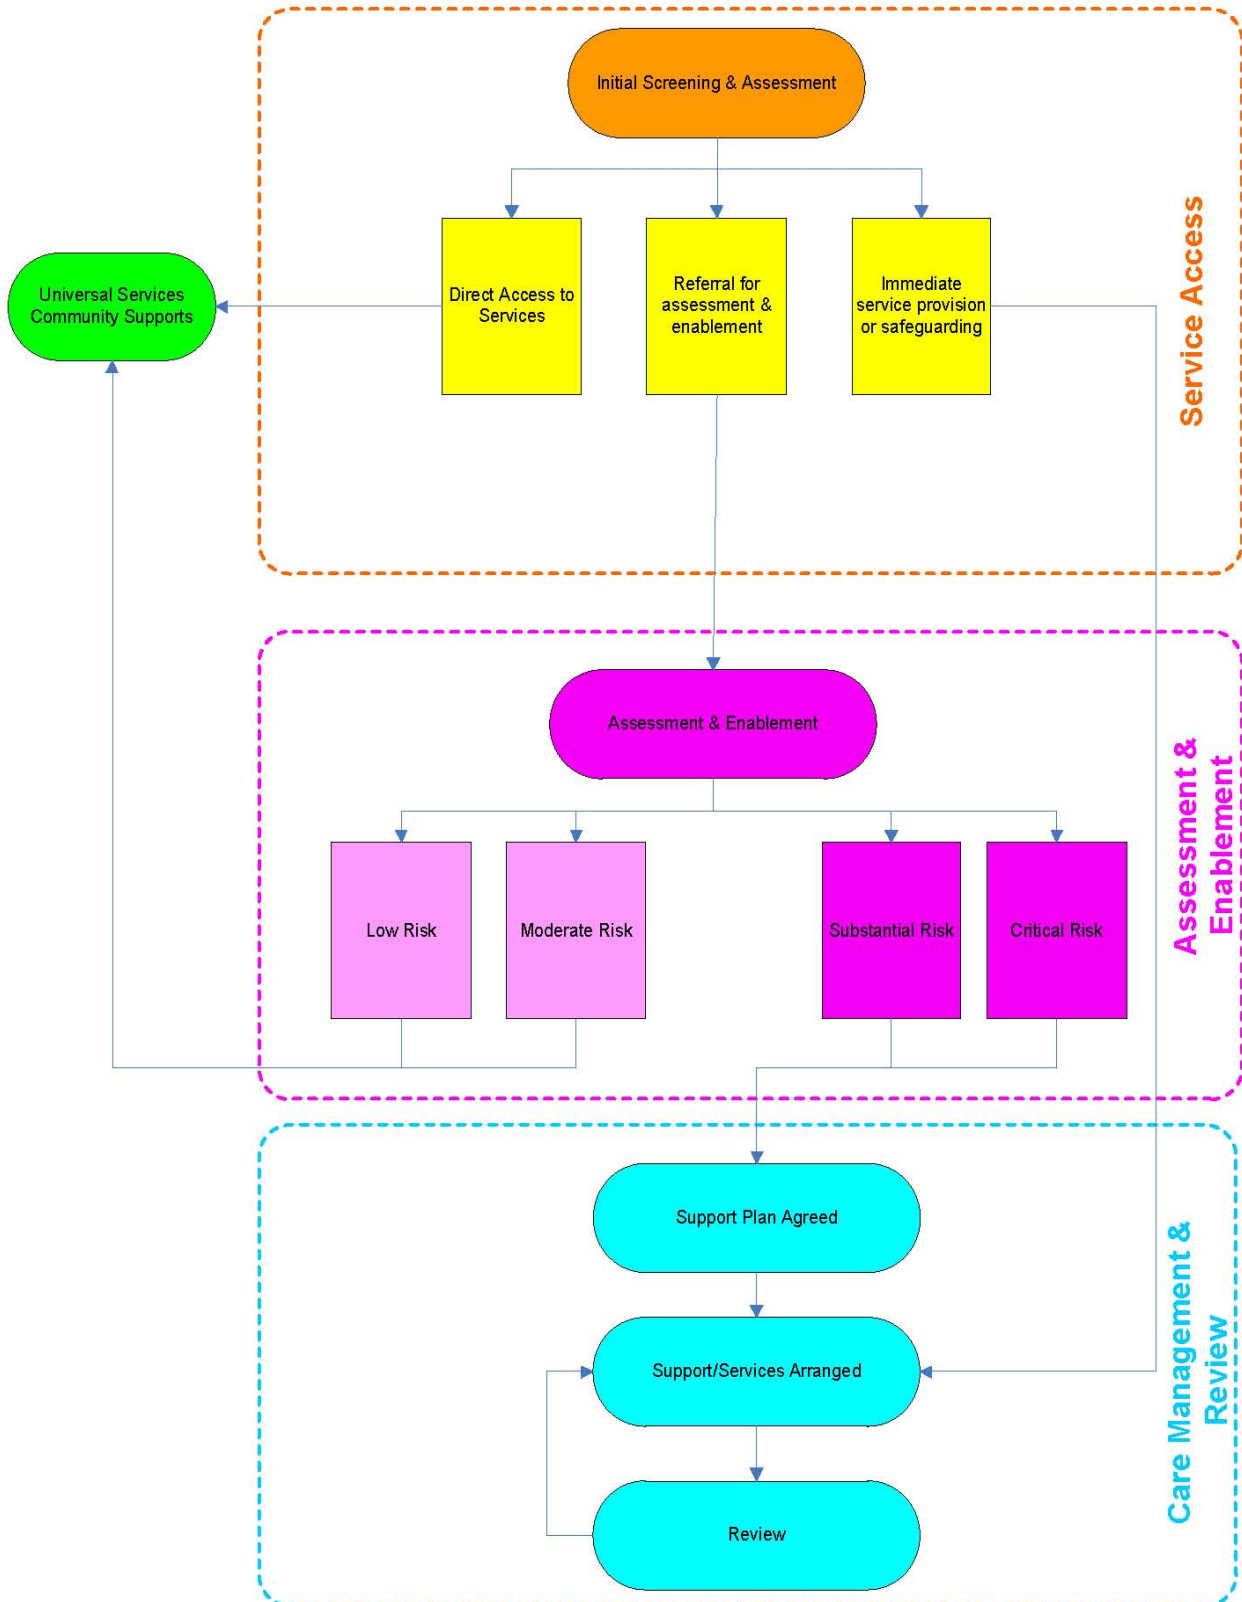 Initial Screening & Assessment
Service Access
Direct Access to
Services
Referral for
assessment &
enablement
Immediate
service provision
or safeguarding
Universal Services
Community Supports
Assessment & Enablement
Assessment &
Enablement
Low Risk
Moderate Risk
Substantial Risk
Critical Risk
Support Plan Agreed
Care Management &
Review
Support/Services Arranged
Review